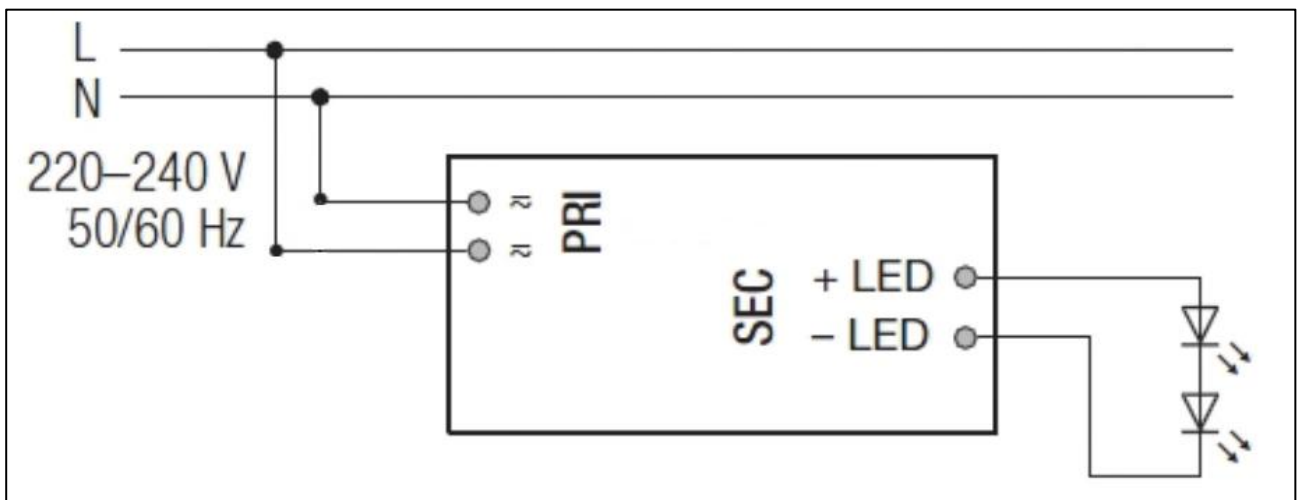 L
N
220–240 V
50/60 Hz
≈ PRI
≈
SEC
+ LED
– LED